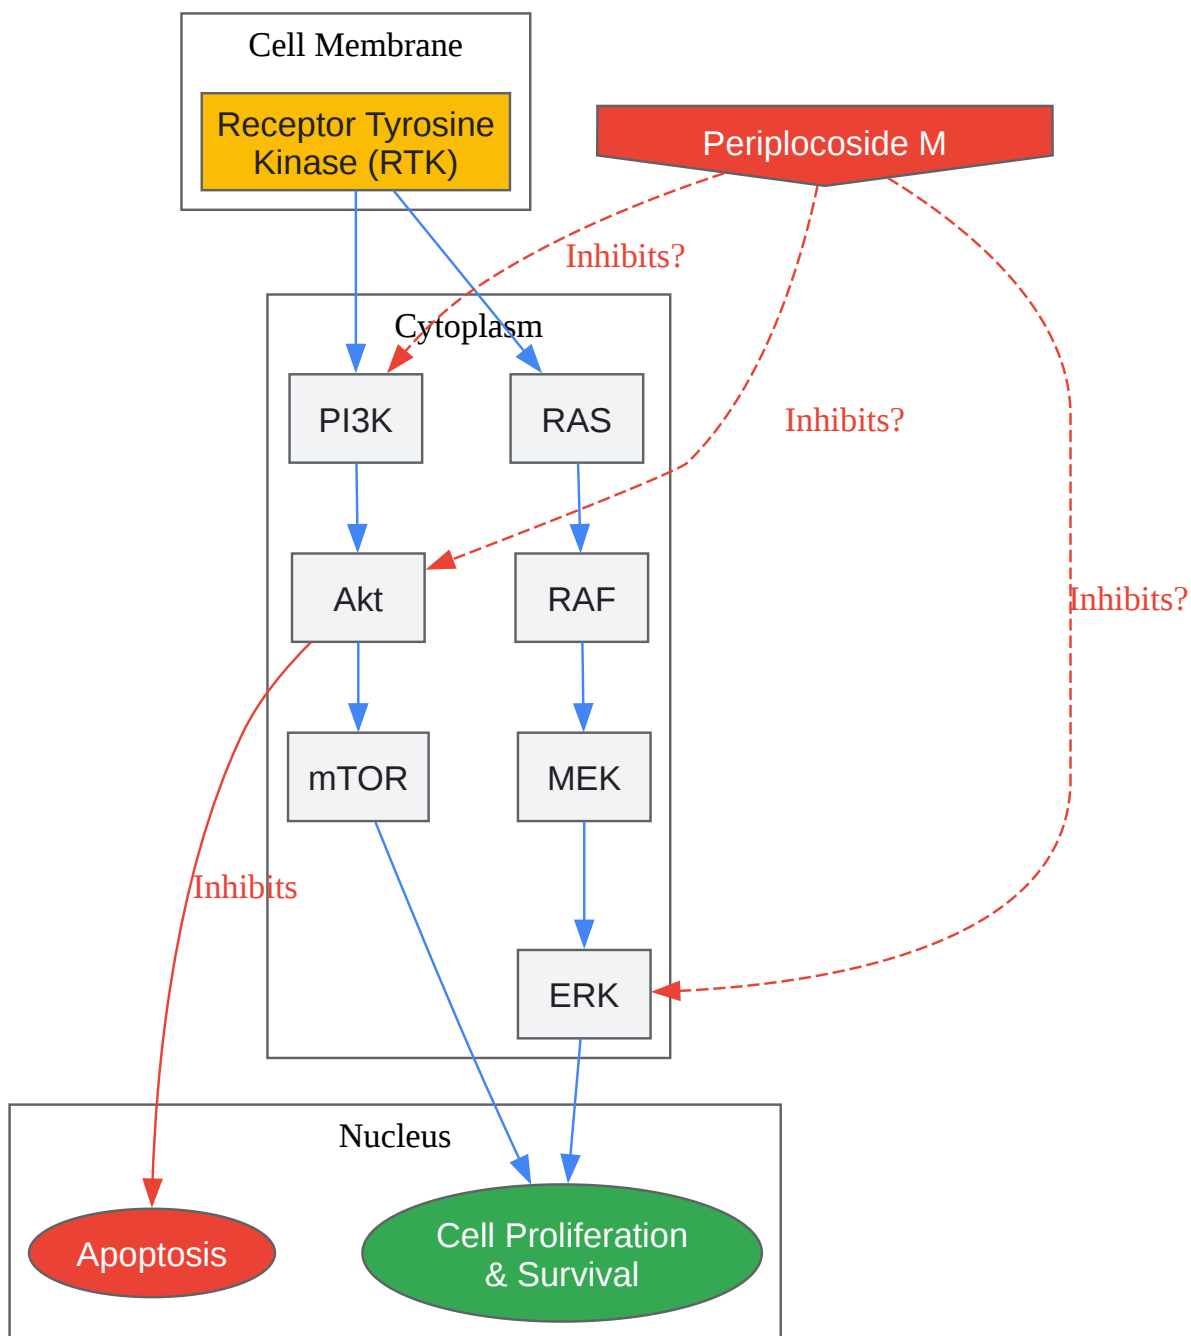 Cell Membrane
Receptor Tyrosine
Kinase (RTK)
Periplocoside M
Inhibits?
Cytoplasm
PI3K
RAS
Inhibits?
Akt
RAF
Inhibits?
mTOR
MEK
Inhibits
ERK
Nucleus
Apoptosis
Cell Proliferation
& Survival